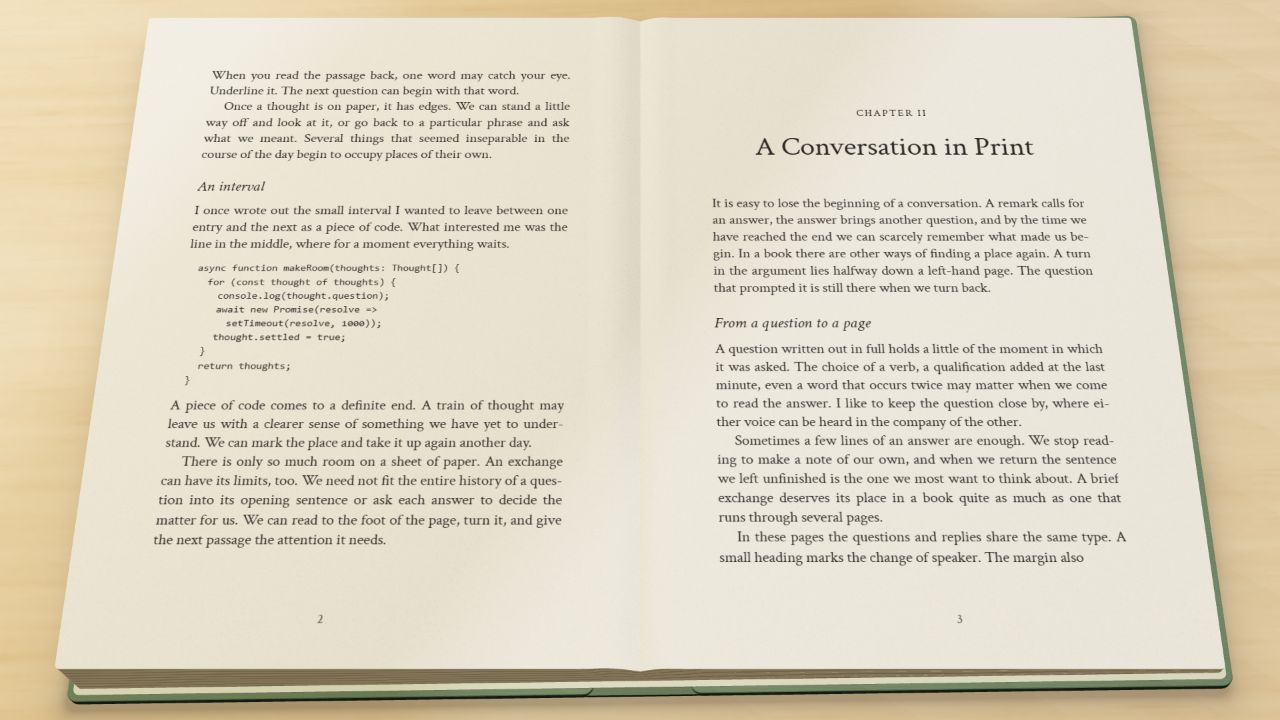 When you read the passage back, one word may catch your eye.
Underline it. The next question can begin with that word.
Once a thought is on paper, it has edges. We can stand a little
way off and look at it, or go back to a particular phrase and ask
what we meant. Several things that seemed inseparable in the
course of the day begin to occupy places of their own.
An interval
I once wrote out the small interval I wanted to leave between one
entry and the next as a piece of code. What interested me was the
line in the middle, where for a moment everything waits.
async function makeRoom(thoughts: Thought[]) {
for (const thought of thoughts) {
console.log(thought.question);
await new Promise(resolve =>
setTimeout(resolve, 1000));
thought.settled = true;
}
return thoughts;
}
A piece of code comes to a definite end. A train of thought may
leave us with a clearer sense of something we have yet to under-
stand. We can mark the place and take it up again another day.
There is only so much room on a sheet of paper. An exchange
can have its limits, too. We need not fit the entire history of a ques-
tion into its opening sentence or ask each answer to decide the
matter for us. We can read to the foot of the page, turn it, and give
the next passage the attention it needs.
2
CHAPTER II
A Conversation in Print
It is easy to lose the beginning of a conversation. A remark calls for
an answer, the answer brings another question, and by the time we
have reached the end we can scarcely remember what made us be-
gin. In a book there are other ways of finding a place again. A turn
in the argument lies halfway down a left-hand page. The question
that prompted it is still there when we turn back.
From a question to a page
A question written out in full holds a little of the moment in which
it was asked. The choice of a verb, a qualification added at the last
minute, even a word that occurs twice may matter when we come
to read the answer. I like to keep the question close by, where ei-
ther voice can be heard in the company of the other.
Sometimes a few lines of an answer are enough. We stop read-
ing to make a note of our own, and when we return the sentence
we left unfinished is the one we most want to think about. A brief
exchange deserves its place in a book quite as much as one that
runs through several pages.
In these pages the questions and replies share the same type. A
small heading marks the change of speaker. The margin also
3